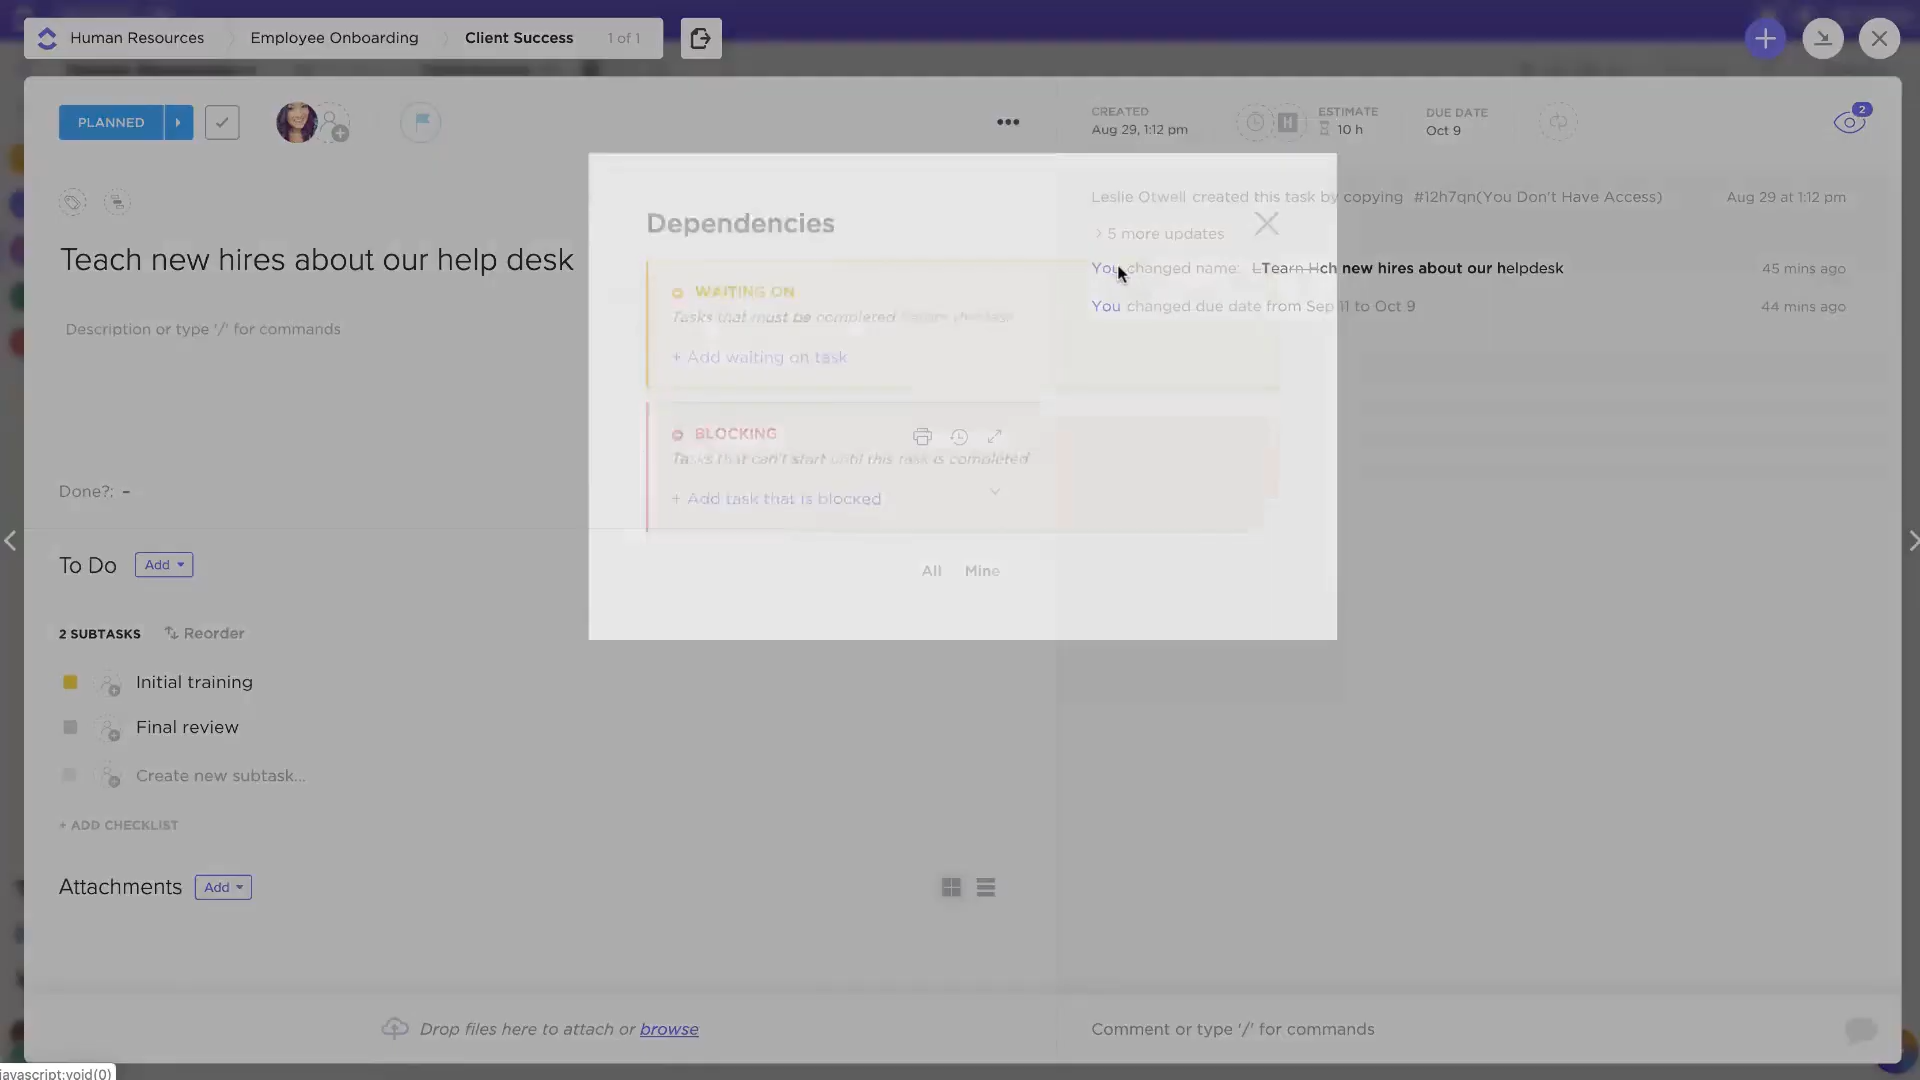 Human Resources
Employee Onboarding
Client Success
1 of 1
PLANNED
CREATED
Aug 29, 1:12 pm
H
ESTIMATE
10 h
DUE DATE
Oct 9
2
Teach new hires about our help desk
Description or type '/' for commands
Done?: –
To Do
Add
2 SUBTASKS
Reorder
Initial training
Final review
Create new subtask...
+ ADD CHECKLIST
Attachments
Add
Drop files here to attach or browse
Dependencies
WAITING ON
Tasks that must be completed
+ Add waiting on task
BLOCKING
Tasks that can't start until this task is completed
+ Add task that is blocked
All
Mine
Leslie Otwell created this task by copying #12h7qn(You Don't Have Access)
Aug 29 at 1:12 pm
5 more updates
You changed name: new hires about our helpdesk
45 mins ago
You changed due date from Sep 11 to Oct 9
44 mins ago
Comment or type '/' for commands
javascript:void(0)